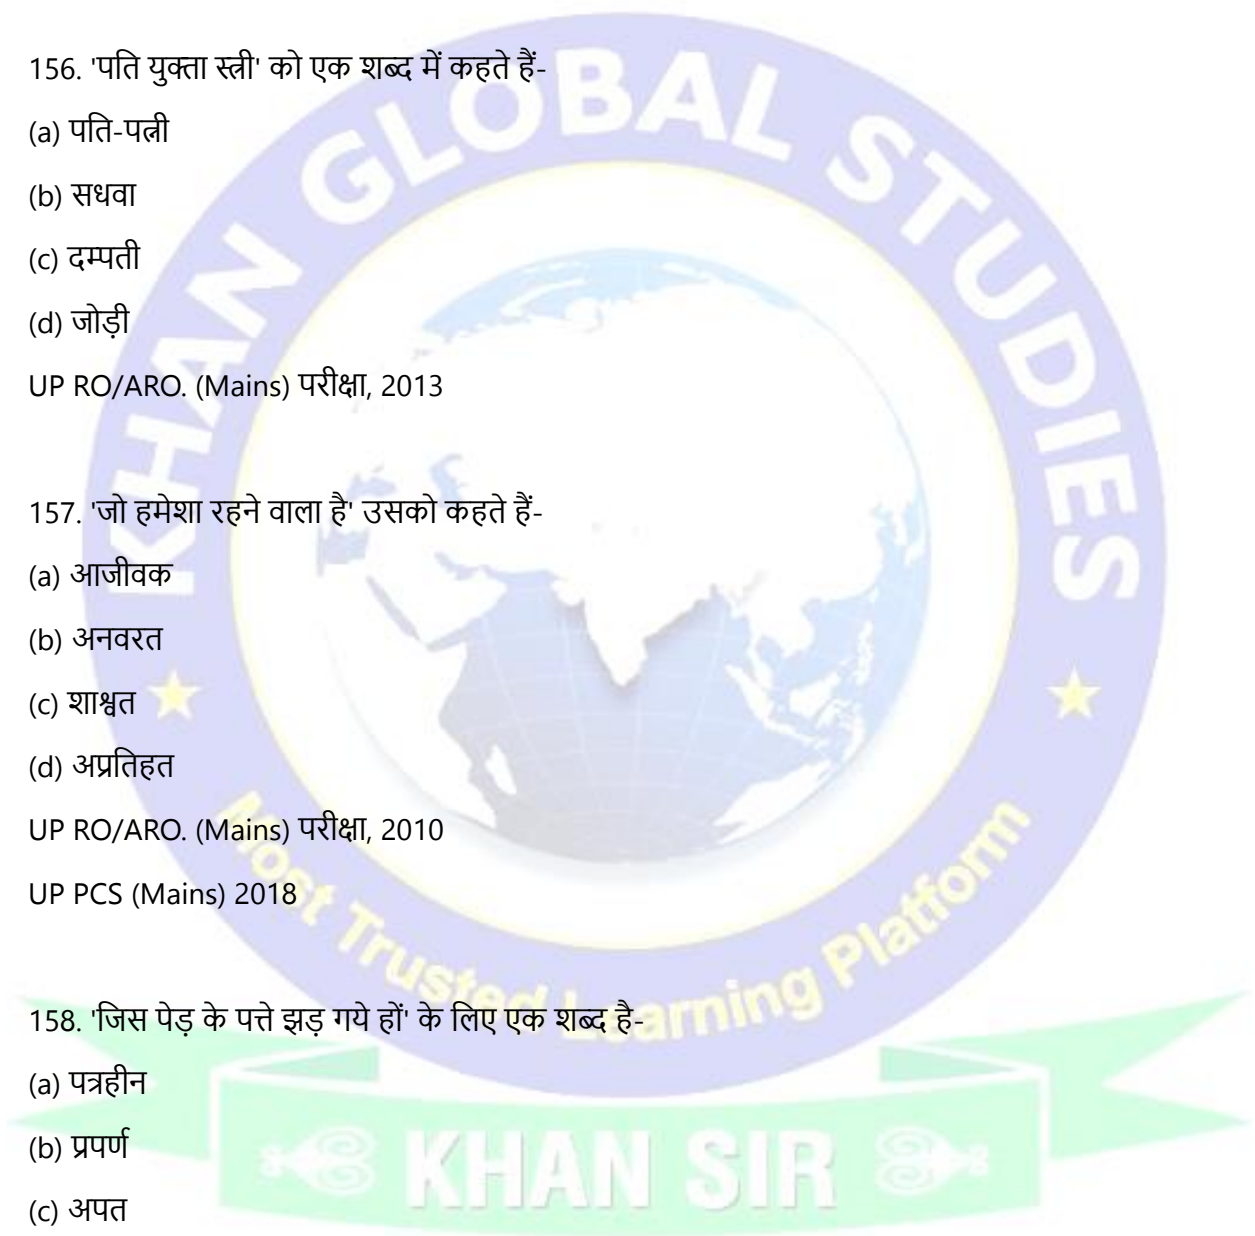 156. 'पति युक्ता स्त्री' को एक शब्द में कहते हैं-
(a) पति-पत्नी
(b) सधवा
(c) दम्पती
(d) जोड़ी
UP RO/ARO. (Mains) परीक्षा, 2013
157. 'जो हमेशा रहने वाला है' उसको कहते हैं-
(a) आजीवक
(b) अनवरत
(c) शाश्वत
(d) अप्रतिहत
UP RO/ARO. (Mains) परीक्षा, 2010
UP PCS (Mains) 2018
158. 'जिस पेड़ के पत्ते झड़ गये हों' के लिए एक शब्द है-
(a) पत्रहीन
(b) प्रपर्ण
(c) अपत
KHAN GLOBAL STUDIES
Most Trusted Learning Platform
KHAN SIR